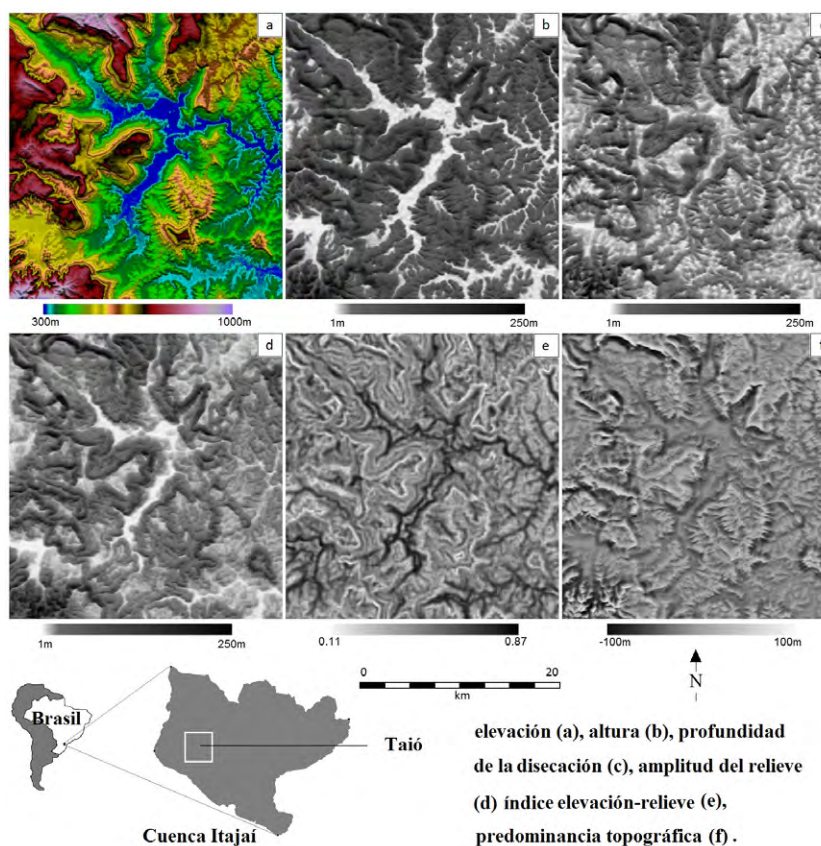 a
b
c
300m 1000m
1m 250m
1m 250m
d
e
f
1m 250m
0.11 0.87
-100m 100m
0 20
km
N
Brasil
Taió
Cuenca Itajaí
elevación (a), altura (b), profundidad
de la disecación (c), amplitud del relieve
(d) índice elevación-relieve (e),
predominancia topográfica (f) .